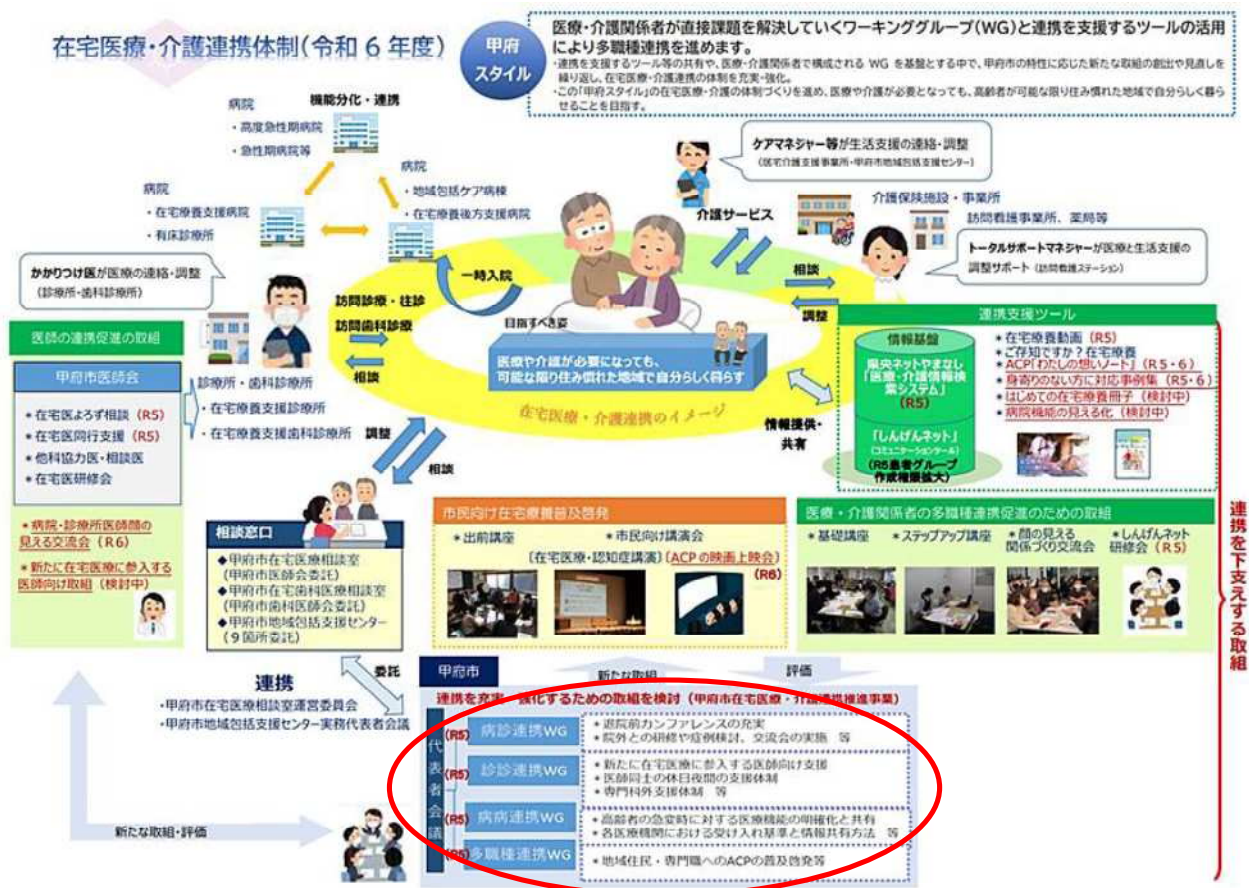 在宅医療・介護連携体制(令和６年度)
甲府
スタイル
医療・介護関係者が直接課題を解決していくワーキンググループ(WG)と連携を支援するツールの活用
により多職種連携を進めます。
・連携を支援するツール等の共有や、医療・介護関係者で構成される WG を基盤とする中で、甲府市の特性に応じた新たな取組の創出や見直しを
繰り返し、在宅医療・介護連携の体制を充実・強化。
・この「甲府スタイル」の在宅医療・介護の体制づくりを進め、医療や介護が必要となっても、高齢者が可能な限り住み慣れた地域で自分らしく暮ら
せることを目指す。
機能分化・連携
病院
・高度急性期病院
・急性期病院等
病院
・在宅療養支援病院
・有床診療所
病院
・地域包括ケア病棟
・在宅療養後方支援病院
ケアマネジャー等が生活支援の連絡・調整
(居宅介護支援事業所・甲府市地域包括支援センター)
介護サービス
介護保険施設・事業所
訪問看護事業所、薬局等
トータルサポートマネジャーが医療と生活支援の
調整サポート (訪問看護ステーション)
かかりつけ医が医療の連絡・調整
(診療所・歯科診療所)
一時入院
訪問診療・往診
訪問歯科診療
相談
相談
調整
目指すべき姿
医療や介護が必要になっても、
可能な限り住み慣れた地域で自分らしく暮らす
在宅医療・介護連携のイメージ
診療所・歯科診療所
・在宅療養支援診療所
・在宅療養支援歯科診療所
調整
相談
情報提供・
共有
医師の連携促進の取組
甲府市医師会
＊在宅医よろず相談 (R5)
＊在宅医同行支援 (R5)
＊他科協力医・相談医
＊在宅医研修会
＊病院・診療所医師顔の
見える交流会 (R6)
＊新たに在宅医療に参入する
医師向け取組 (検討中)
連携支援ツール
情報基盤
県央ネットやまなし
「医療・介護情報検
索システム」
(R5)
「しんげんネット」
(コミュニケーションツール)
(R5患者グループ
作成権限拡大)
＊在宅療養動画 (R5)
＊ご存知ですか？在宅療養
＊ACP「わたしの想いノート」(R5・6)
＊身寄りのない方に対応事例集 (R5・6)
＊はじめての在宅療養冊子 (検討中)
＊病院機能の見える化 (検討中)
連携を下支えする取組
相談窓口
◆甲府市在宅医療相談室
(甲府市医師会委託)
◆甲府市在宅歯科医療相談室
(甲府市歯科医師会委託)
◆甲府市地域包括支援センター
(９箇所委託)
市民向け在宅療養普及啓発
＊出前講座
＊市民向け講演会
(在宅医療・認知症講演) (ACP の映画上映会)
(R6)
医療・介護関係者の多職種連携促進のための取組
＊基礎講座
＊ステップアップ講座
＊顔の見える
関係づくり交流会
＊しんげんネット
研修会 (R5)
委託
連携
・甲府市在宅医療相談室運営委員会
・甲府市地域包括支援センター実務代表者会議
新たな取組・評価
甲府市
新たな取組
評価
連携を充実・強化するための取組を検討 (甲府市在宅医療・介護連携推進事業)
代表者会議
(R5) 病診連携WG
＊退院前カンファレンスの充実
＊院外との研修や症例検討、交流会の実施 等
(R5) 診診連携WG
＊新たに在宅医療に参入する医師向け支援
＊医師同士の休日夜間の支援体制
＊専門科外支援体制 等
(R5) 病病連携WG
＊高齢者の急変時に対する医療機能の明確化と共有
＊各医療機関における受け入れ基準と情報共有方法 等
(R5) 多職種連携WG
＊地域住民・専門職へのACPの普及啓発等